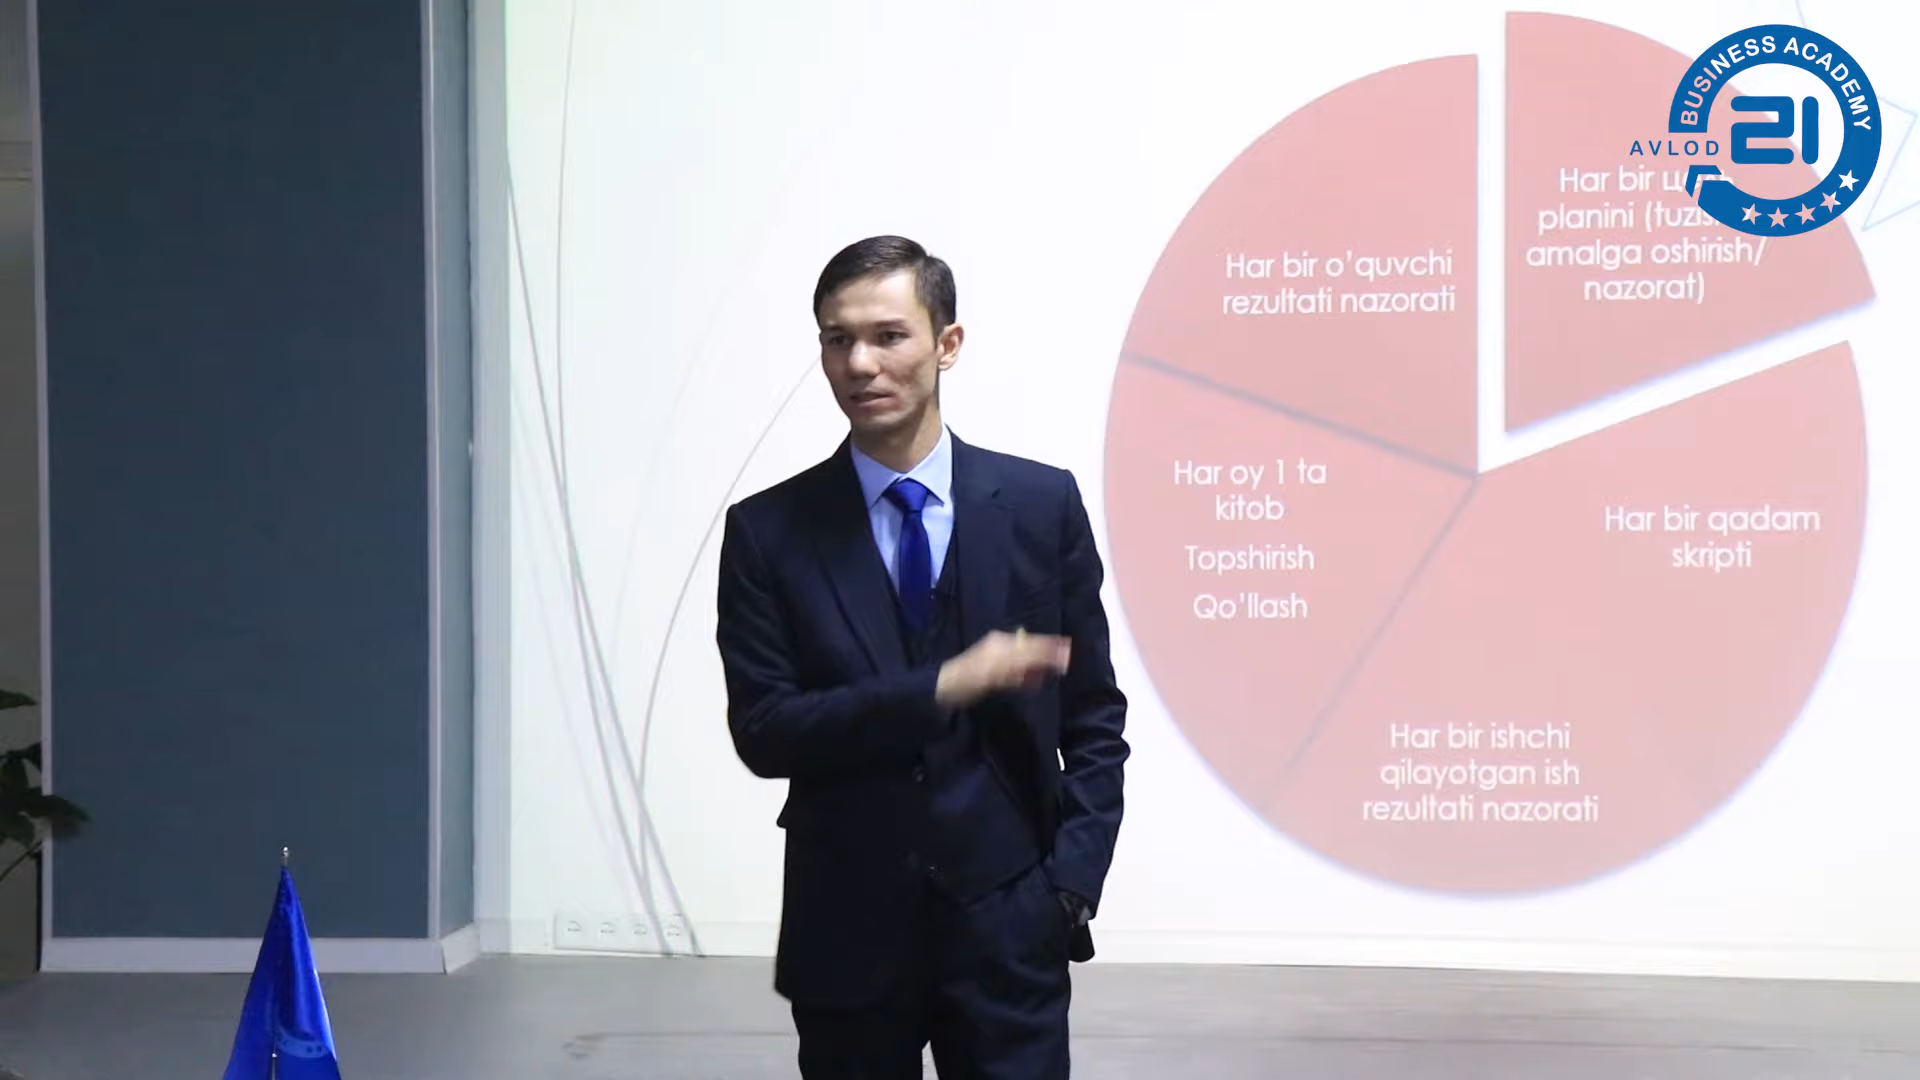 BUSINESS ACADEMY
AVLOD 21
Har bir
planini
amalga oshirish/
nazorat)
Har bir o'quvchi
rezultati nazorati
Har oy 1 ta
kitob
Topshirish
Qo'llash
Har bir qadam
skripti
Har bir ishchi
qilayotgan ish
rezultati nazorati